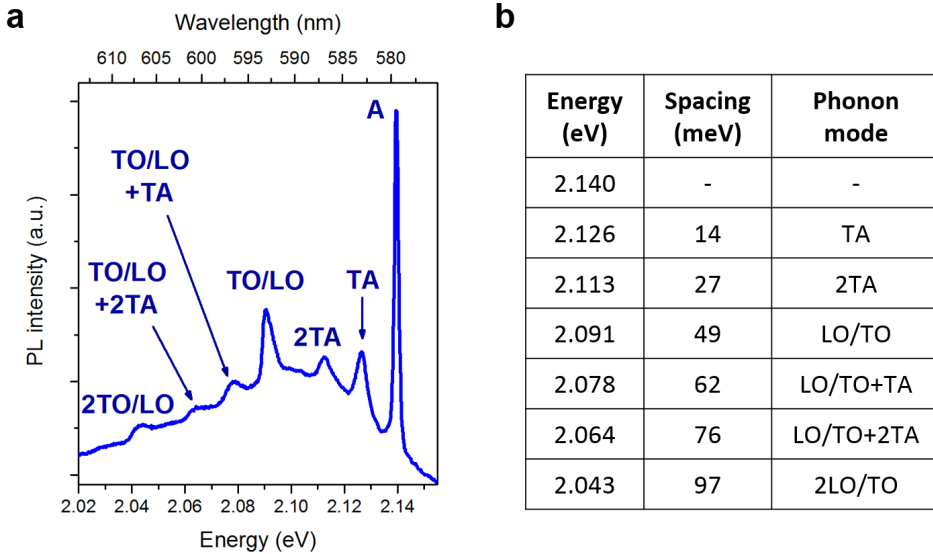 a
Wavelength (nm)
610 605 600 595 590 585 580
PL intensity (a.u.)
A
TO/LO
+TA
TO/LO
+2TA
TO/LO
TA
2TA
2TO/LO
2.02 2.04 2.06 2.08 2.10 2.12 2.14
Energy (eV)
b
Energy (eV) Spacing (meV) Phonon mode
2.140 - -
2.126 14 TA
2.113 27 2TA
2.091 49 LO/TO
2.078 62 LO/TO+TA
2.064 76 LO/TO+2TA
2.043 97 2LO/TO